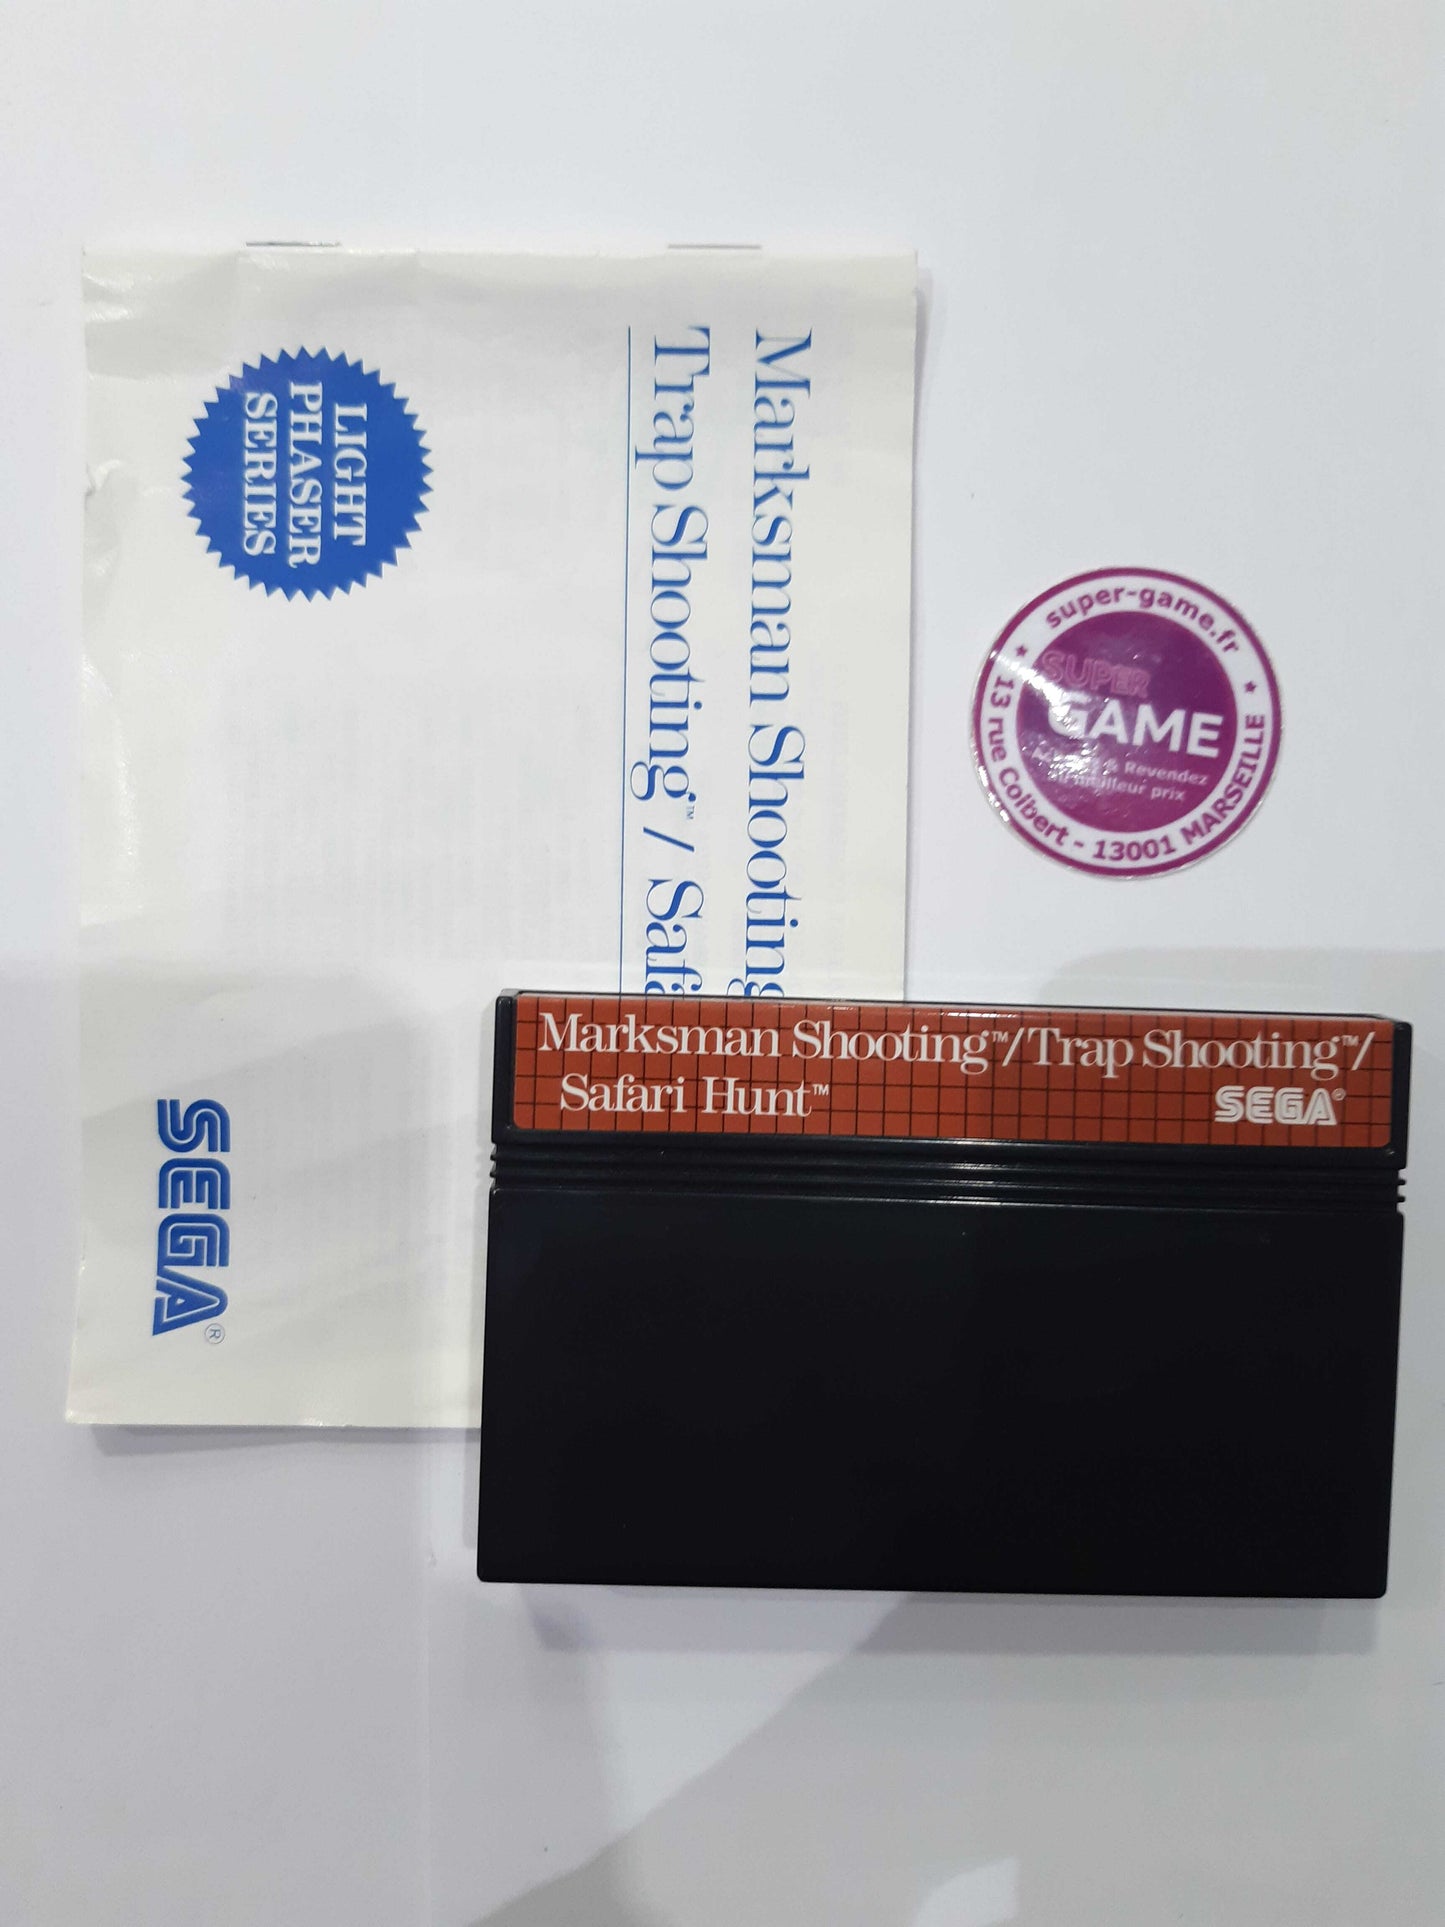 Marksman Shooting
Trap Shooting™ / Safa
LIGHT
PHASER
SERIES
SEGA®
super-game.fr
SUPER
GAME
& Revendez
prix
13 rue Colbert - 13001 MARSEILLE
Marksman Shooting™/Trap Shooting™/
Safari Hunt™
SEGA®